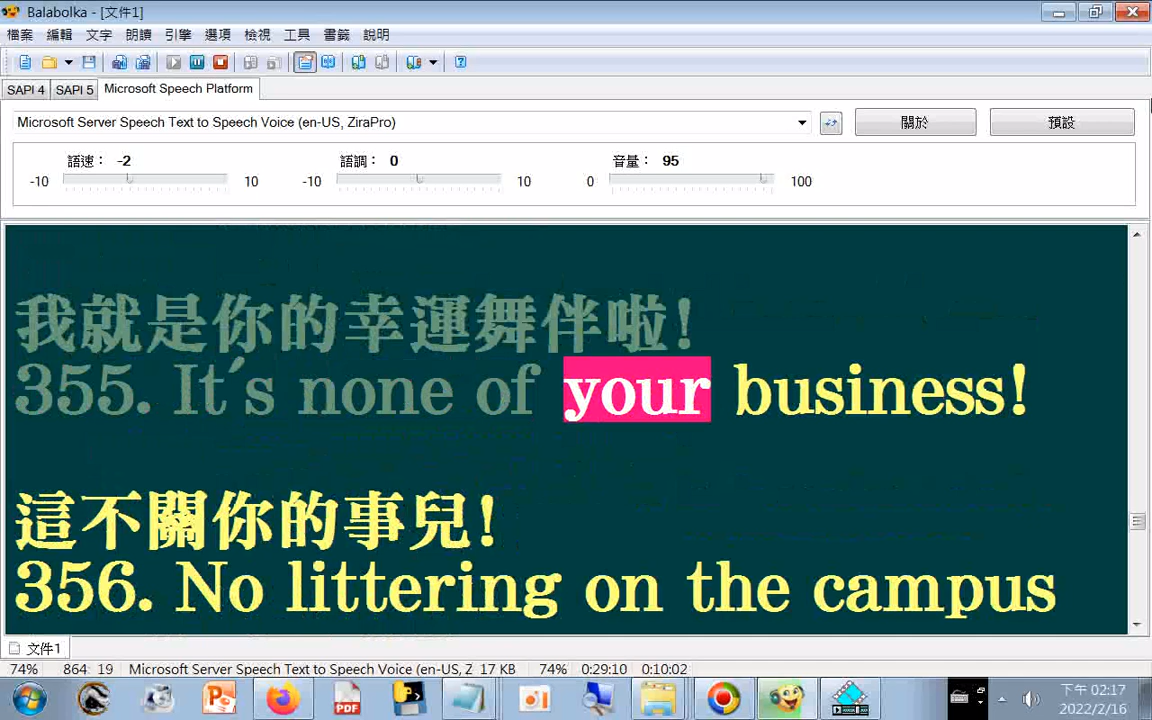 Balabolka - [文件1]
檔案 編輯 文字 朗讀 引擎 選項 檢視 工具 書籤 說明
SAPI 4 SAPI 5 Microsoft Speech Platform
Microsoft Server Speech Text to Speech Voice (en-US, ZiraPro) 關於 預設
語速： -2 語調： 0 音量： 95
-10 10 -10 10 0 100
我就是你的幸運舞伴啦!
355. It's none of your business!
這不關你的事兒!
356. No littering on the campus
文件1
74% 864: 19 Microsoft Server Speech Text to Speech Voice (en-US, Z 17 KB 74% 0:29:10 0:10:02
PDF
下午 02:17
2022/2/16